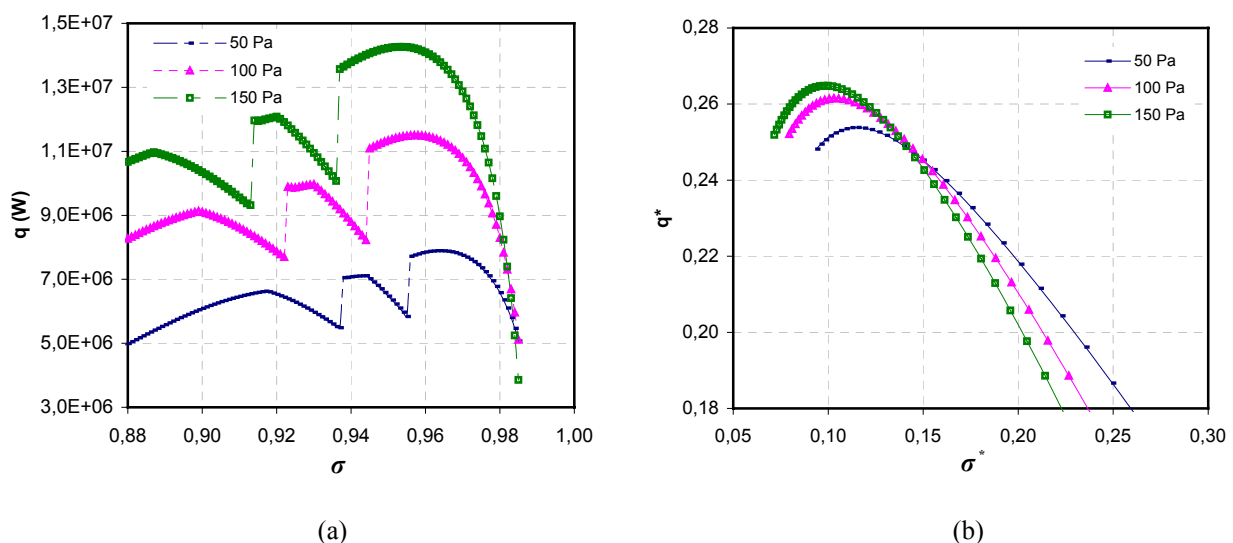 1,5E+07
1,3E+07
1,1E+07
9,0E+06
7,0E+06
5,0E+06
3,0E+06
q (W)
50 Pa
100 Pa
150 Pa
0.88
0,90
0,92
0,94
0,96
0,98
1,00
σ
(a)
0,28
0,26
0,24
0,22
0,20
0,18
q*
50 Pa
100 Pa
150 Pa
0,05
0,10
0,15
0,20
0,25
0,30
σ*
(b)